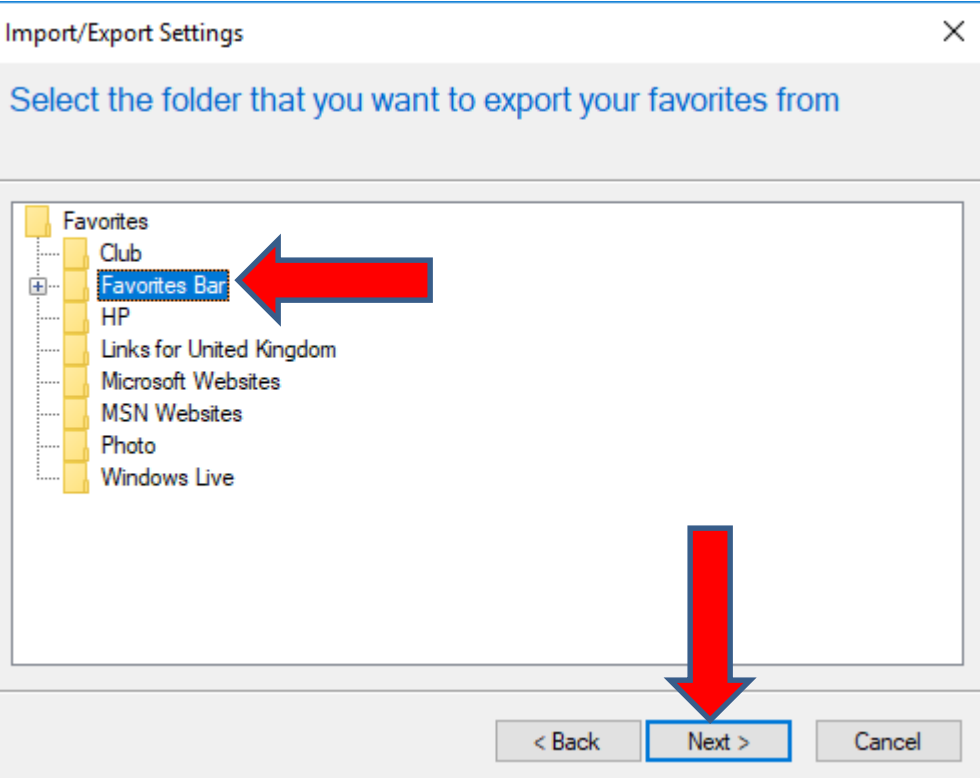 Import/Export Settings
Select the folder that you want to export your favorites from
Favorites
Club
Favorites Bar
HP
Links for United Kingdom
Microsoft Websites
MSN Websites
Photo
Windows Live
< Back Next > Cancel